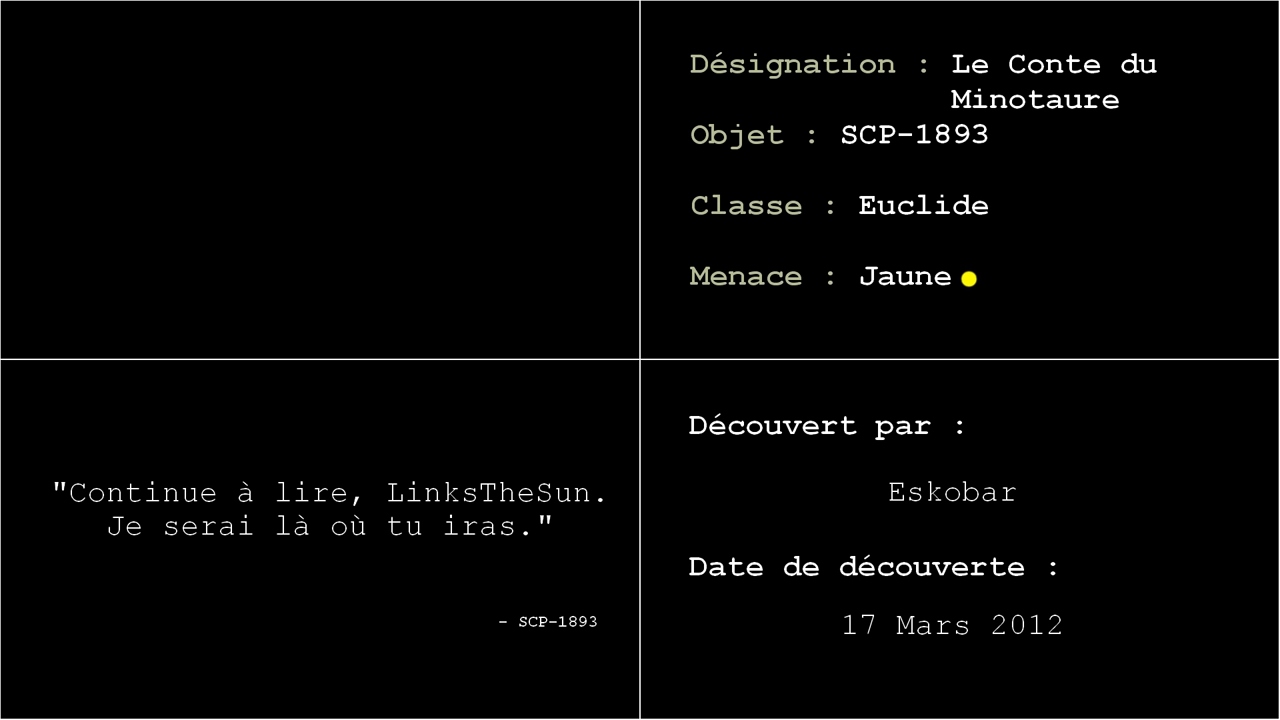 Désignation : Le Conte du
Minotaure
Objet : SCP-1893
Classe : Euclide
Menace : Jaune
"Continue à lire, LinksTheSun.
Je serai là où tu iras."
- SCP-1893
Découvert par :
Eskobar
Date de découverte :
17 Mars 2012